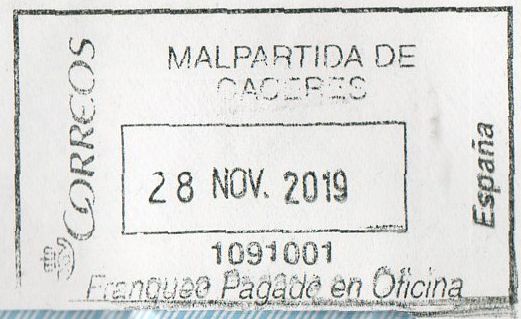 CORREOS
MALPARTIDA DE
CACERES
28 NOV. 2019
1091001
Franqueo Pagado en Oficina
España